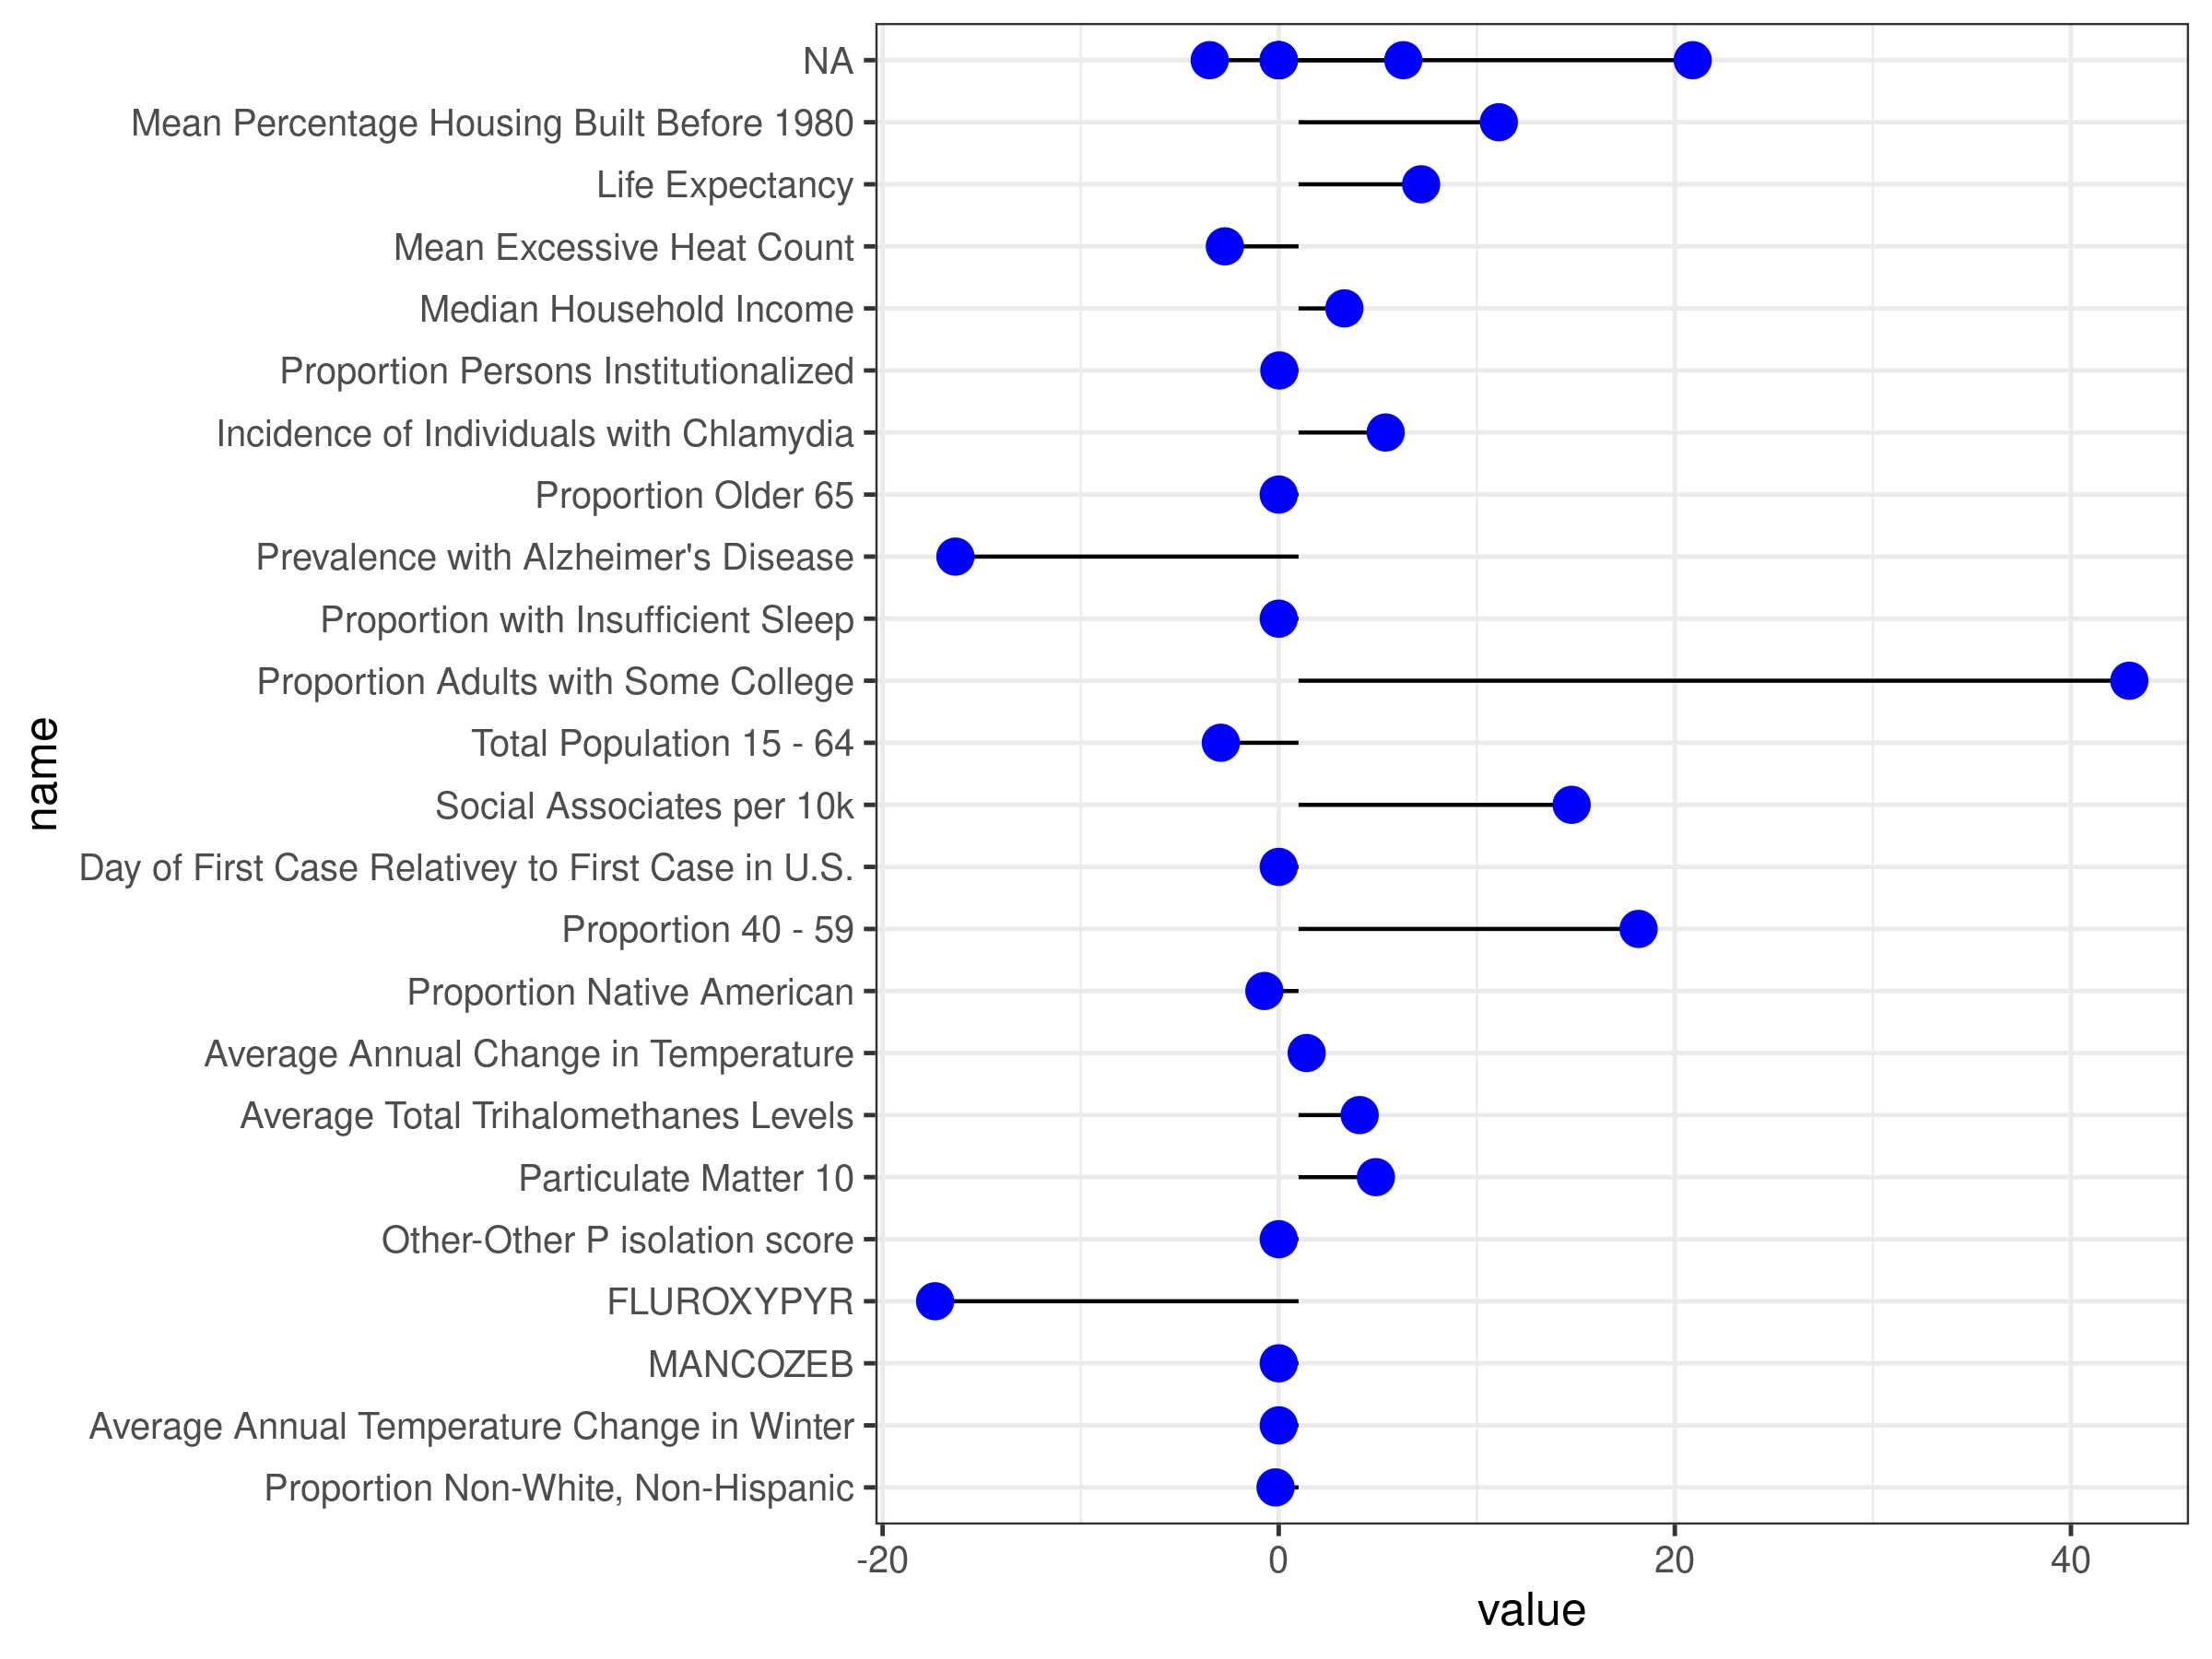 NA
Mean Percentage Housing Built Before 1980
Life Expectancy
Mean Excessive Heat Count
Median Household Income
Proportion Persons Institutionalized
Incidence of Individuals with Chlamydia
Proportion Older 65
Prevalence with Alzheimer's Disease
Proportion with Insufficient Sleep
Proportion Adults with Some College
Total Population 15 - 64
Social Associates per 10k
Day of First Case Relativey to First Case in U.S.
Proportion 40 - 59
Proportion Native American
Average Annual Change in Temperature
Average Total Trihalomethanes Levels
Particulate Matter 10
Other-Other P isolation score
FLUROXYPYR
MANCOZEB
Average Annual Temperature Change in Winter
Proportion Non-White, Non-Hispanic
name
-20 0 20 40
value